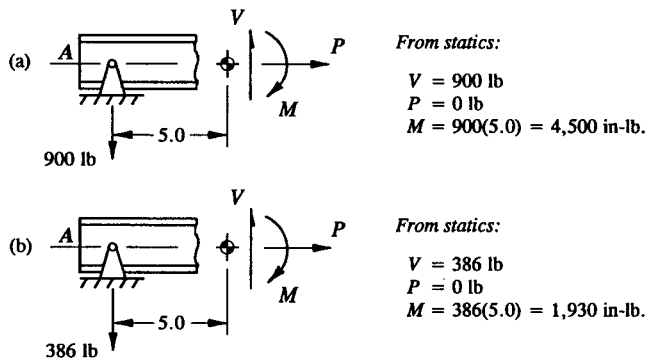 (a)
A
V
P
M
5.0
900 lb
From statics:
V = 900 lb
P = 0 lb
M = 900(5.0) = 4,500 in-lb.
(b)
A
V
P
M
5.0
386 lb
From statics:
V = 386 lb
P = 0 lb
M = 386(5.0) = 1,930 in-lb.